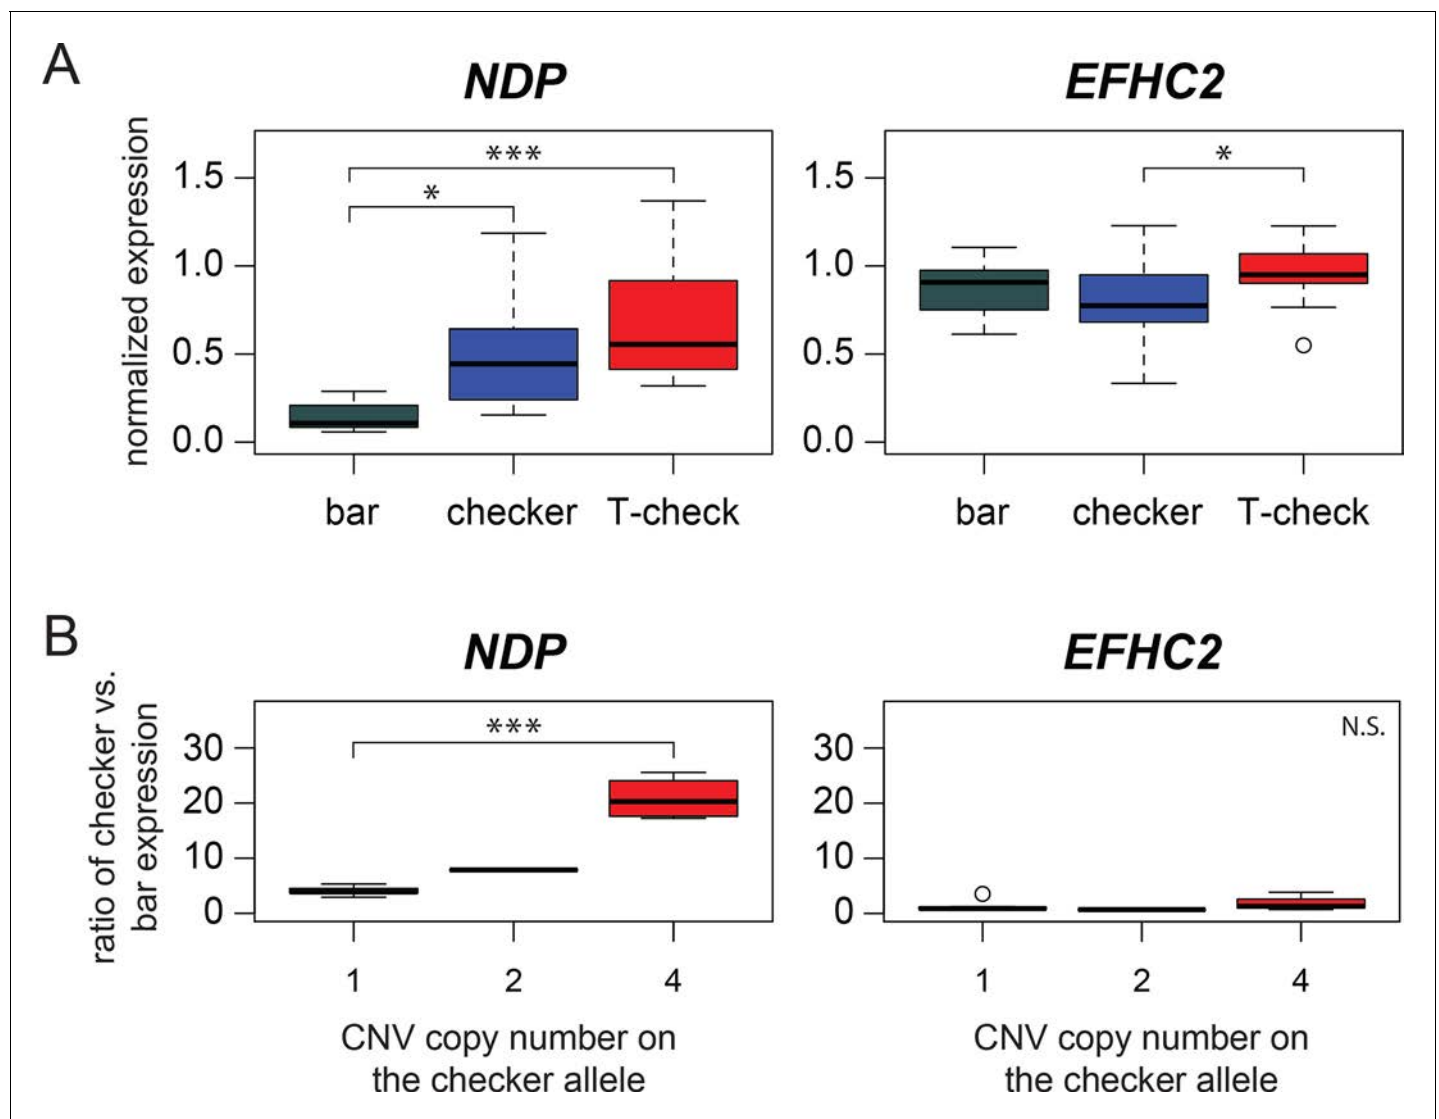 A
NDP
EFHC2
normalized expression
1.5
1.0
0.5
0.0
***
*
bar checker T-check
1.5
1.0
0.5
0.0
*
bar checker T-check
B
NDP
EFHC2
ratio of checker vs.
bar expression
30
20
10
0
***
1 2 4
CNV copy number on
the checker allele
30
20
10
0
N.S.
1 2 4
CNV copy number on
the checker allele